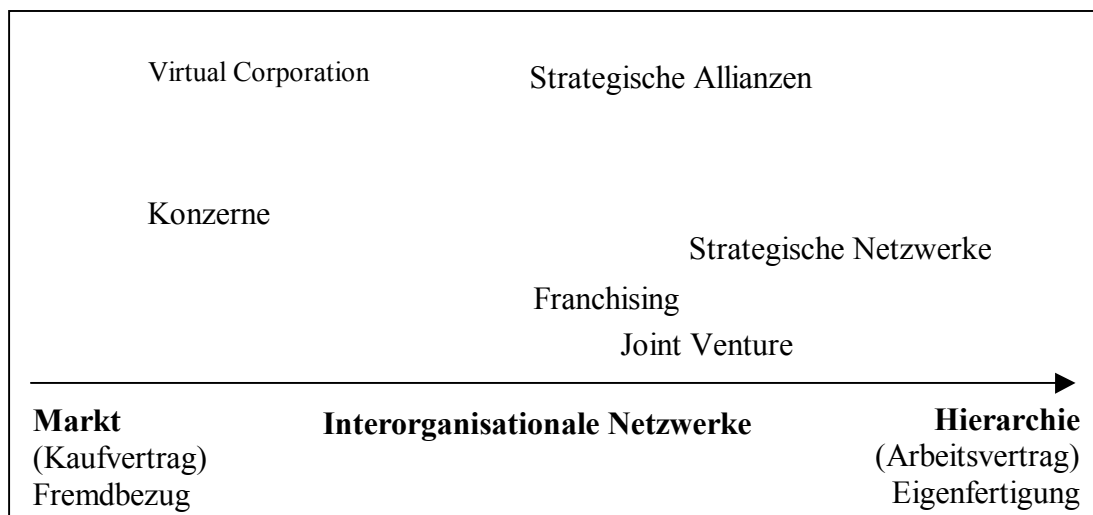 Virtual Corporation
Strategische Allianzen
Konzerne
Strategische Netzwerke
Franchising
Joint Venture
Markt
(Kaufvertrag)
Fremdbezug
Interorganisationale Netzwerke
Hierarchie
(Arbeitsvertrag)
Eigenfertigung